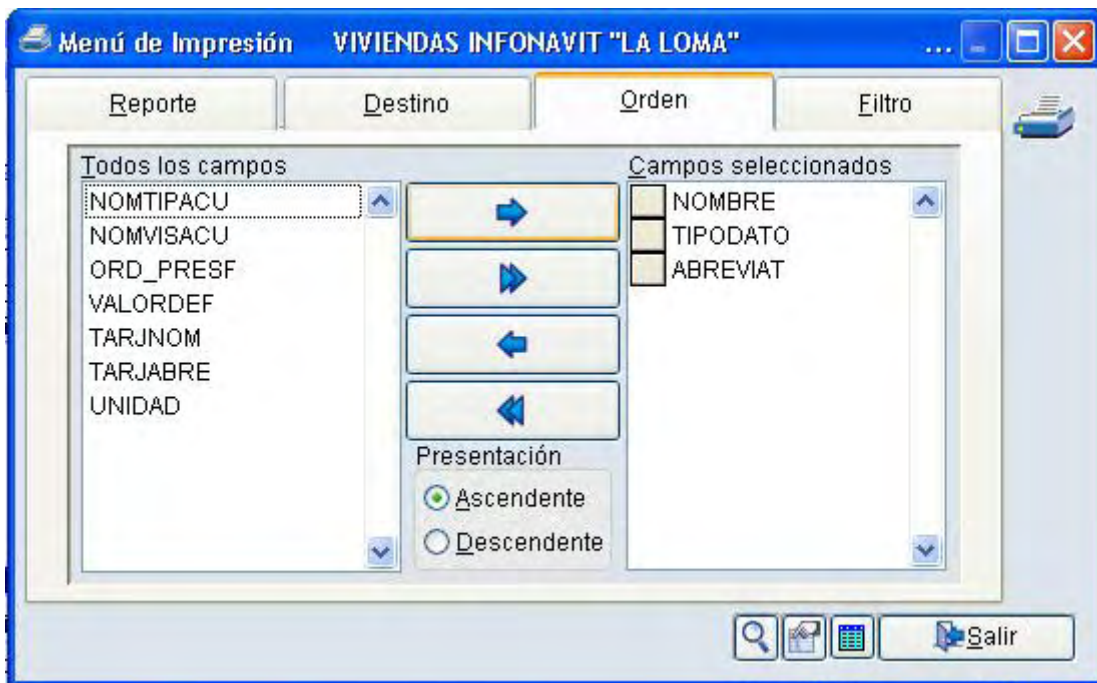 Menú de Impresión VIVIENDAS INFONAVIT "LA LOMA" ...
Reporte Destino Orden Filtro
Todos los campos
NOMTIPACU
NOMVISACU
ORD_PRESF
VALORDEF
TARJNOM
TARJABRE
UNIDAD
Presentación
Ascendente
Descendente
Campos seleccionados
NOMBRE
TIPODATO
ABREVIAT
Salir